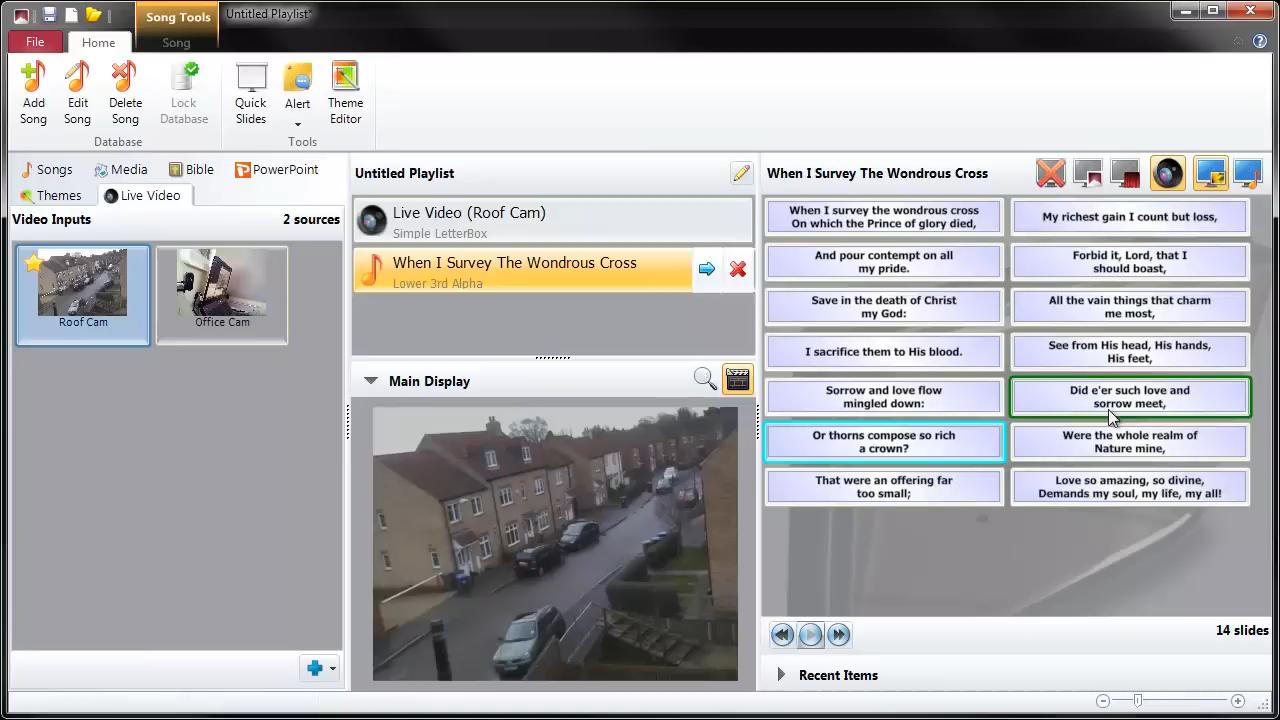 Song Tools
Untitled Playlist*
File
Home
Song
Add
Song
Edit
Song
Delete
Song
Lock
Database
Quick
Slides
Alert
Theme
Editor
Database
Tools
Songs
Media
Bible
PowerPoint
Themes
Live Video
Video Inputs
2 sources
Roof Cam
Office Cam
Untitled Playlist
Live Video (Roof Cam)
Simple LetterBox
When I Survey The Wondrous Cross
Lower 3rd Alpha
Main Display
When I Survey The Wondrous Cross
When I survey the wondrous cross
On which the Prince of glory died,
My richest gain I count but loss,
And pour contempt on all
my pride.
Forbid it, Lord, that I
should boast,
Save in the death of Christ
my God:
All the vain things that charm
me most,
I sacrifice them to His blood.
See from His head, His hands,
His feet,
Sorrow and love flow
mingled down:
Did e'er such love and
sorrow meet,
Or thorns compose so rich
a crown?
Were the whole realm of
Nature mine,
That were an offering far
too small;
Love so amazing, so divine,
Demands my soul, my life, my all!
14 slides
Recent Items